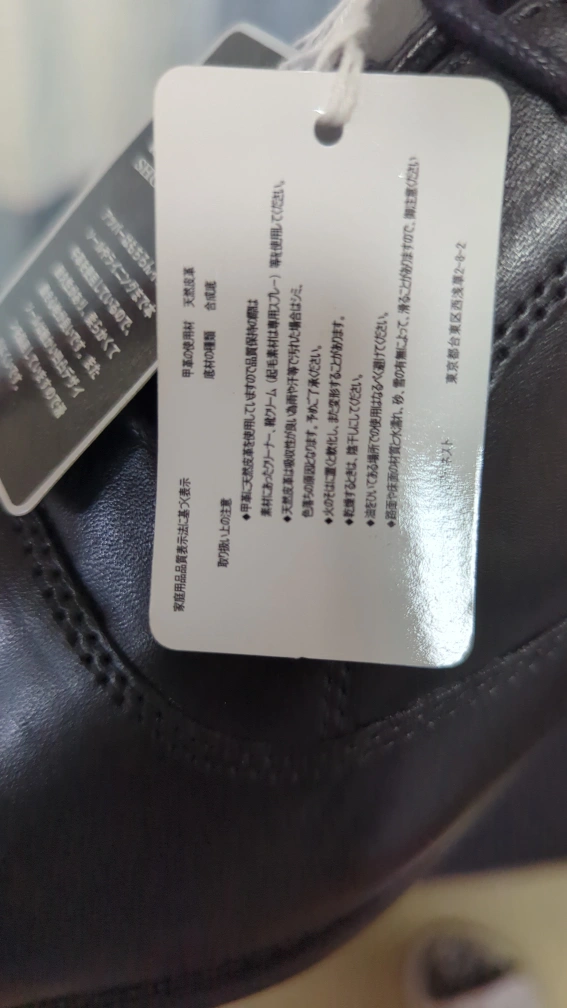 家庭用品品質表示法に基づく表示
甲革の使用材 天然皮革
底材の種類 合成底
取り扱い上の注意
◆甲革に天然皮革を使用していますので品質保持の際は
素材にあったクリーナー、靴クリーム(起毛素材は専用スプレー)等を使用してください。
◆天然皮革は吸収性が良い為雨や汗等で汚れた場合はシミ、
色落ちの原因となります。予めご了承ください。
◆火のそばに置くと軟化し、また変形することがあります。
◆乾燥するときは、陰干しにしてください。
◆油をひいてある場所での使用はなるべく避けてください。
◆路面や床面の材質と水濡れ、砂、雪の有無によって、滑ることがありますので、御注意ください
東京都台東区西浅草2-8-2